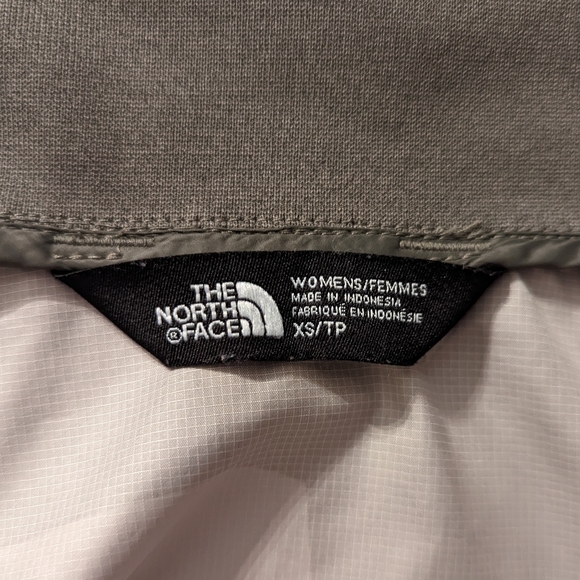 THE
NORTH
®FACE
WOMENS/FEMMES
MADE IN INDONESIA
FABRIQUÉ EN INDONÉSIE
XS/TP